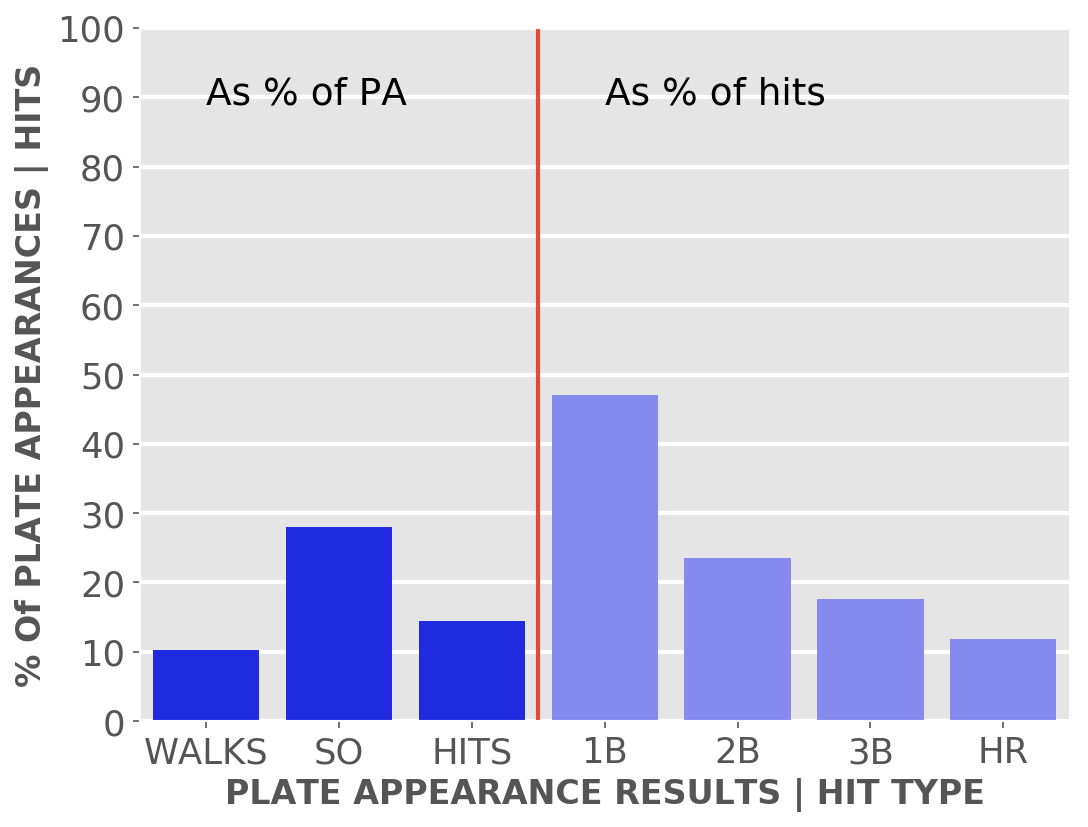 % Of PLATE APPEARANCES | HITS
100
90
80
70
60
50
40
30
20
10
0
As % of PA
As % of hits
WALKS SO HITS 1B 2B 3B HR
PLATE APPEARANCE RESULTS | HIT TYPE